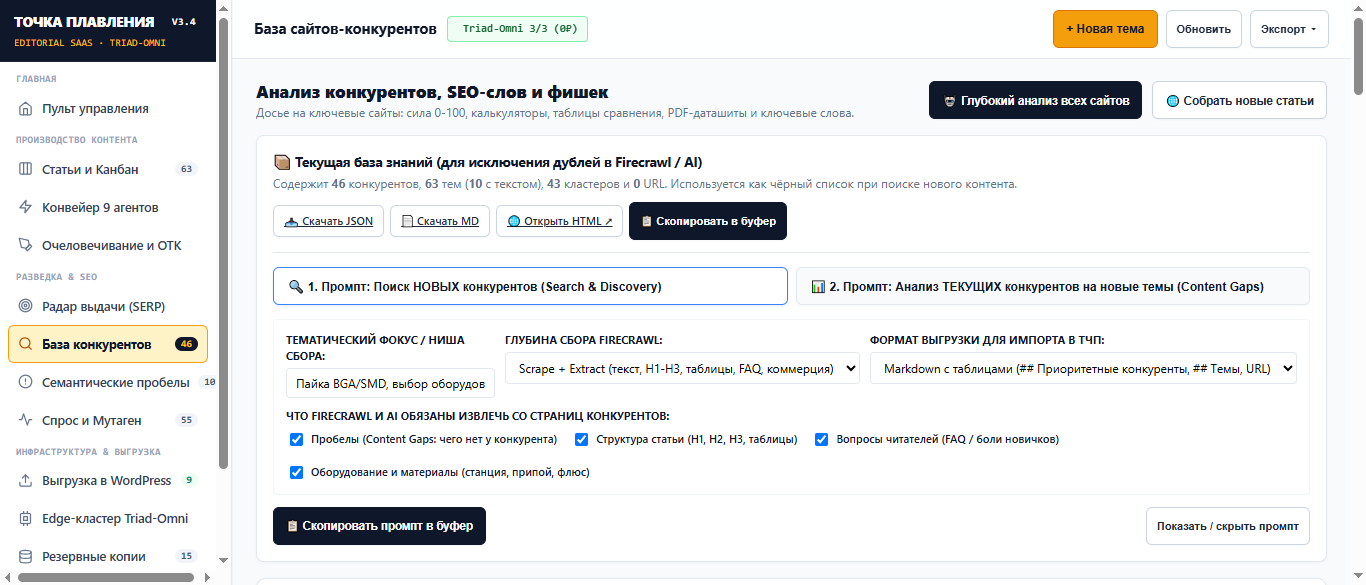 ТОЧКА ПЛАВЛЕНИЯ V3.4
EDITORIAL SAAS · TRIAD-OMNI
ГЛАВНАЯ
Пульт управления
ПРОИЗВОДСТВО КОНТЕНТА
Статьи и Канбан 63
Конвейер 9 агентов
Очеловечивание и ОТК
РАЗВЕДКА & SEO
Радар выдачи (SERP)
База конкурентов 46
Семантические пробелы 10
Спрос и Мутаген 55
ИНФРАСТРУКТУРА & ВЫГРУЗКА
Выгрузка в WordPress 9
Edge-кластер Triad-Omni
Резервные копии 15
База сайтов-конкурентов Triad-Omni 3/3 (0₽)
+ Новая тема Обновить Экспорт
Анализ конкурентов, SEO-слов и фишек
Досье на ключевые сайты: сила 0-100, калькуляторы, таблицы сравнения, PDF-даташиты и ключевые слова.
Глубокий анализ всех сайтов Собрать новые статьи
Текущая база знаний (для исключения дублей в Firecrawl / AI)
Содержит 46 конкурентов, 63 тем (10 с текстом), 43 кластеров и 0 URL. Используется как чёрный список при поиске нового контента.
Скачать JSON Скачать MD Открыть HTML ↗ Скопировать в буфер
1. Промпт: Поиск НОВЫХ конкурентов (Search & Discovery) 2. Промпт: Анализ ТЕКУЩИХ конкурентов на новые темы (Content Gaps)
ТЕМАТИЧЕСКИЙ ФОКУС / НИША СБОРА:
Пайка BGA/SMD, выбор оборудов
ГЛУБИНА СБОРА FIRECRAWL:
Scrape + Extract (текст, H1-H3, таблицы, FAQ, коммерция)
ФОРМАТ ВЫГРУЗКИ ДЛЯ ИМПОРТА В ТЧП:
Markdown с таблицами (## Приоритетные конкуренты, ## Темы, URL)
ЧТО FIRECRAWL И AI ОБЯЗАНЫ ИЗВЛЕЧЬ СО СТРАНИЦ КОНКУРЕНТОВ:
Пробелы (Content Gaps: чего нет у конкурента) Структура статьи (H1, H2, H3, таблицы) Вопросы читателей (FAQ / боли новичков)
Оборудование и материалы (станция, припой, флюс)
Скопировать промпт в буфер Показать / скрыть промпт